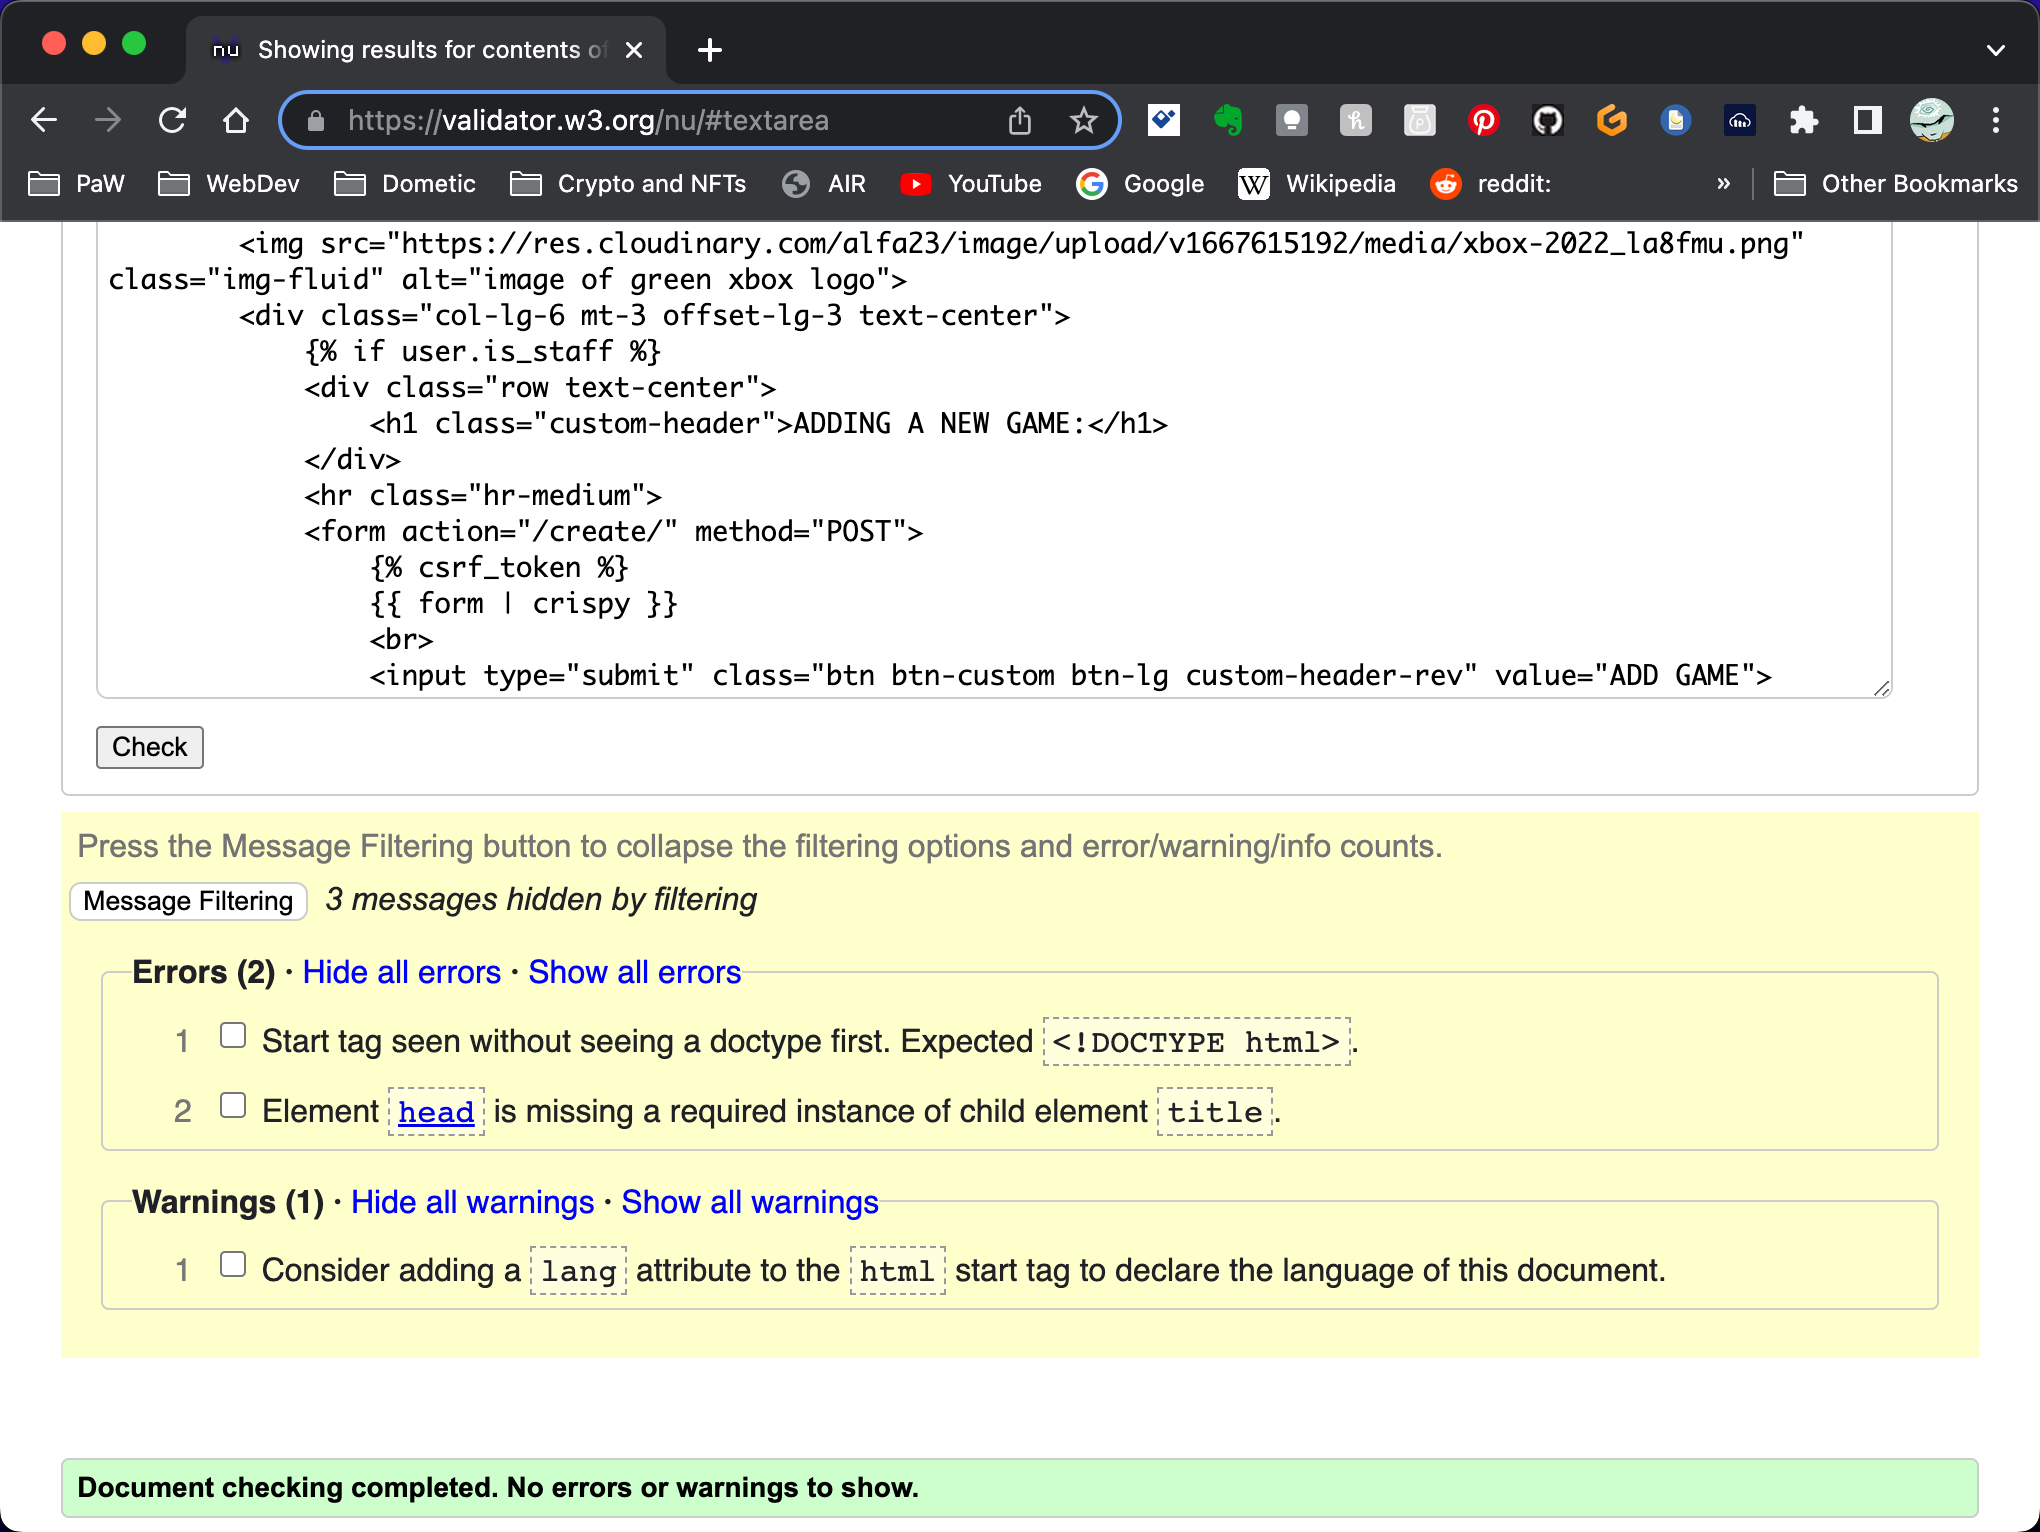 nu Showing results for contents of
https://validator.w3.org/nu/#textarea
PaW WebDev Dometic Crypto and NFTs AIR YouTube Google W Wikipedia reddit: » Other Bookmarks
<img src="https://res.cloudinary.com/alfa23/image/upload/v1667615192/media/xbox-2022_la8fmu.png"
class="img-fluid" alt="image of green xbox logo">
<div class="col-lg-6 mt-3 offset-lg-3 text-center">
{% if user.is_staff %}
<div class="row text-center">
<h1 class="custom-header">ADDING A NEW GAME:</h1>
</div>
<hr class="hr-medium">
<form action="/create/" method="POST">
{% csrf_token %}
{{ form | crispy }}
<br>
<input type="submit" class="btn btn-custom btn-lg custom-header-rev" value="ADD GAME">
Check
Press the Message Filtering button to collapse the filtering options and error/warning/info counts.
Message Filtering 3 messages hidden by filtering
Errors (2) · Hide all errors · Show all errors
1 Start tag seen without seeing a doctype first. Expected <!DOCTYPE html>.
2 Element head is missing a required instance of child element title.
Warnings (1) · Hide all warnings · Show all warnings
1 Consider adding a lang attribute to the html start tag to declare the language of this document.
Document checking completed. No errors or warnings to show.